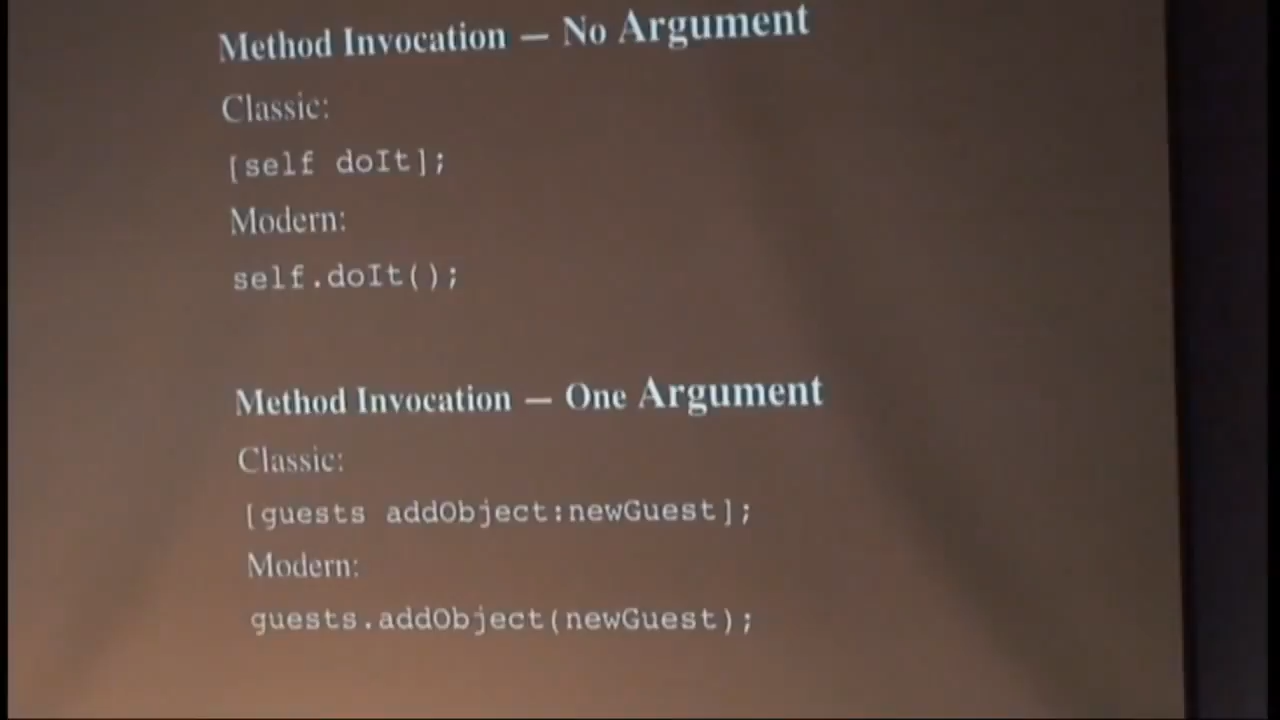 Method Invocation — No Argument
Classic:
[self doIt];
Modern:
self.doIt();
Method Invocation — One Argument
Classic:
[guests addObject:newGuest];
Modern:
guests.addObject(newGuest);